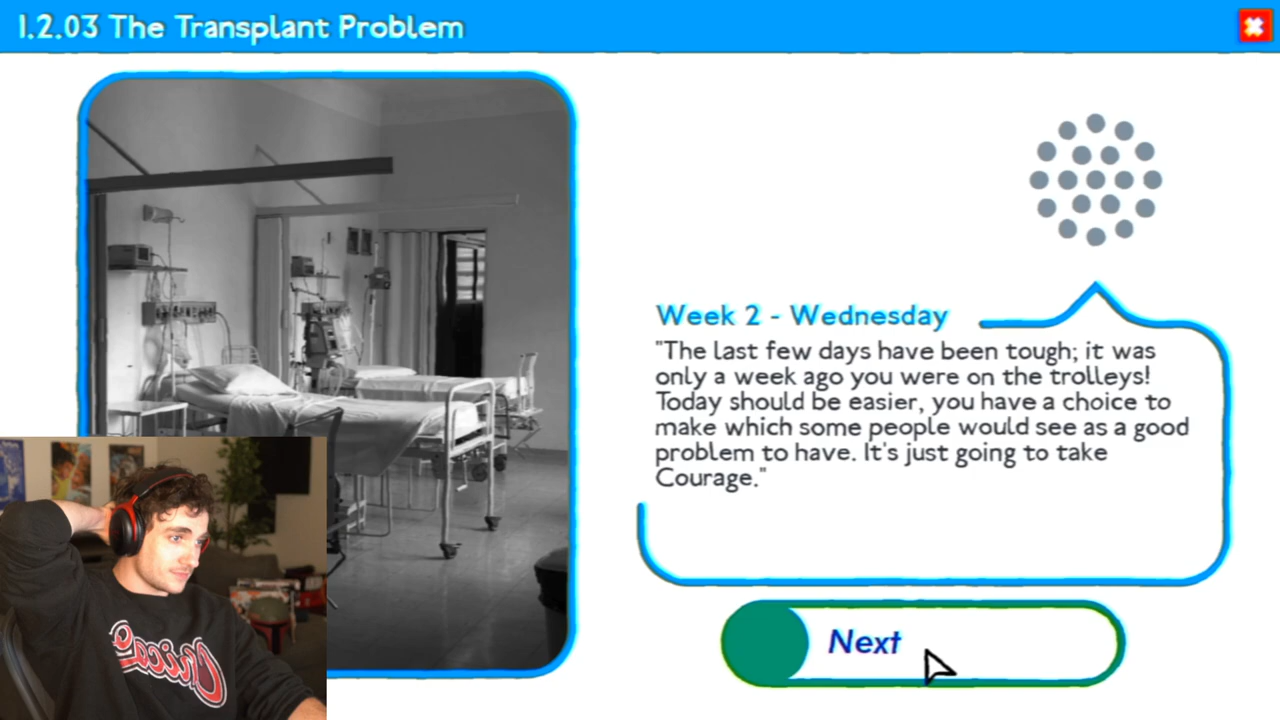 1.2.03 The Transplant Problem
Week 2 - Wednesday
"The last few days have been tough; it was
only a week ago you were on the trolleys!
Today should be easier, you have a choice to
make which some people would see as a good
problem to have. It's just going to take
Courage."
Next